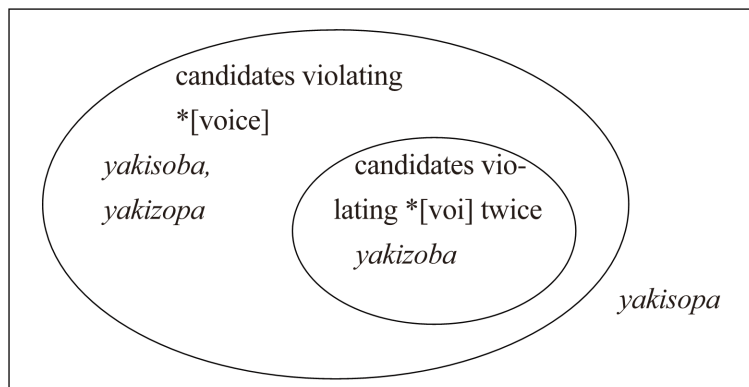 candidates violating
*[voice]
yakisoba,
yakizopa
candidates vio-
lating *[voi] twice
yakizoba
yakisopa